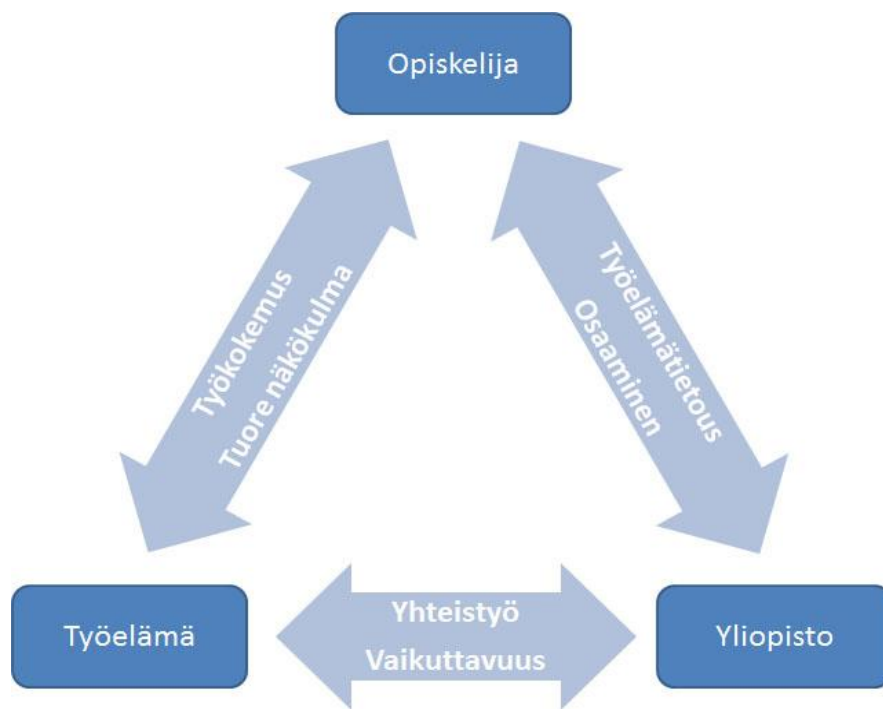 Opiskelija
Työkokemus
Tuore näkökulma
Työelämätietous
Osaaminen
Työelämä
Yhteistyö
Vaikuttavuus
Yliopisto